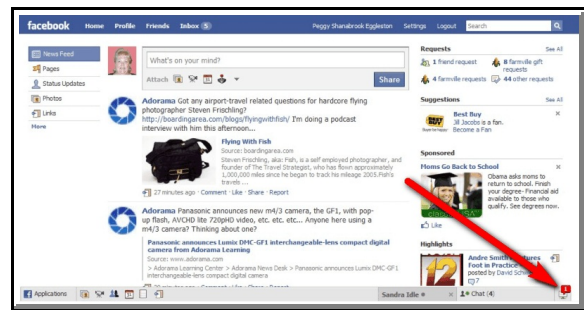 facebook Home Profile Friends Inbox 5 Peggy Shanabrook Eggleston Settings Logout Search
News Feed
Pages
Status Updates
Photos
Links
More
What's on your mind?
Attach Share
Adorama Got any airport-travel related questions for hardcore flying
photographer Steven Frischling?
http://boardingarea.com/blogs/flyingwithfish/ I'm doing a podcast
interview with him this afternoon...
Flying With Fish
Source: boardingarea.com
Steven Frischling, aka: Fish, is a self employed photographer, and
founder of The Travel Strategist, who has flown approximately
1,000,000 miles since he began to track his mileage 2005.Fish's
travels ...
27 minutes ago · Comment · Like · Share · Report
Adorama Panasonic announces new m4/3 camera, the GF1, with pop-
up flash, AVCHD lite 720pHD video, etc. etc. etc... Anyone here using a
m4/3 camera? Thinking about one?
Panasonic announces Lumix DMC-GF1 interchangeable-lens compact digital
camera from Adorama Learning
Source: www.adorama.com
> Adorama Learning Center > Adorama News Desk > Panasonic announces Lumix DMC-GF1
interchangeable-lens compact digital camera
Requests See All
1 friend request
8 farmville gift
requests
4 farmville requests
44 other requests
Suggestions See All
Best Buy
Jill Jacobs is a fan.
Become a Fan
Sponsored
Moms Go Back to School
Obama asks moms to
return to school. Finish
your degree- Financial aid
available to those who
qualify. See degrees now.
Like
Highlights
Andre Smith
Foot in Practice
posted by David
7
12
Applications Sandra Idle Chat (4) 1